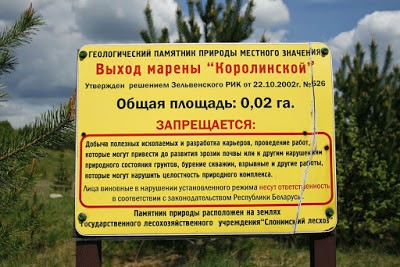 ГЕОЛОГИЧЕСКИЙ ПАМЯТНИК ПРИРОДЫ МЕСТНОГО ЗНАЧЕНИЯ
Выход марены "Королинской"
Утвержден решением Зельвенского РИК от 22.10.2002г. №526
Общая площадь: 0,02 га.
ЗАПРЕЩАЕТСЯ:
Добыча полезных ископаемых и разработка карьеров, проведение работ,
которые могут привести до развития эрозии почвы или к другим нарушениям
природного состояния грунтов, бурение скважин, взрывные и другие работы,
которые могут нарушить целостность природного комплекса.
Лица виновные в нарушении установленного режима несут ответственность
в соответствии с законодательством Республики Беларусь.
Памятник природы расположен на землях
Государственного лесохозяйственного учреждения"Слонимский лесхоз"